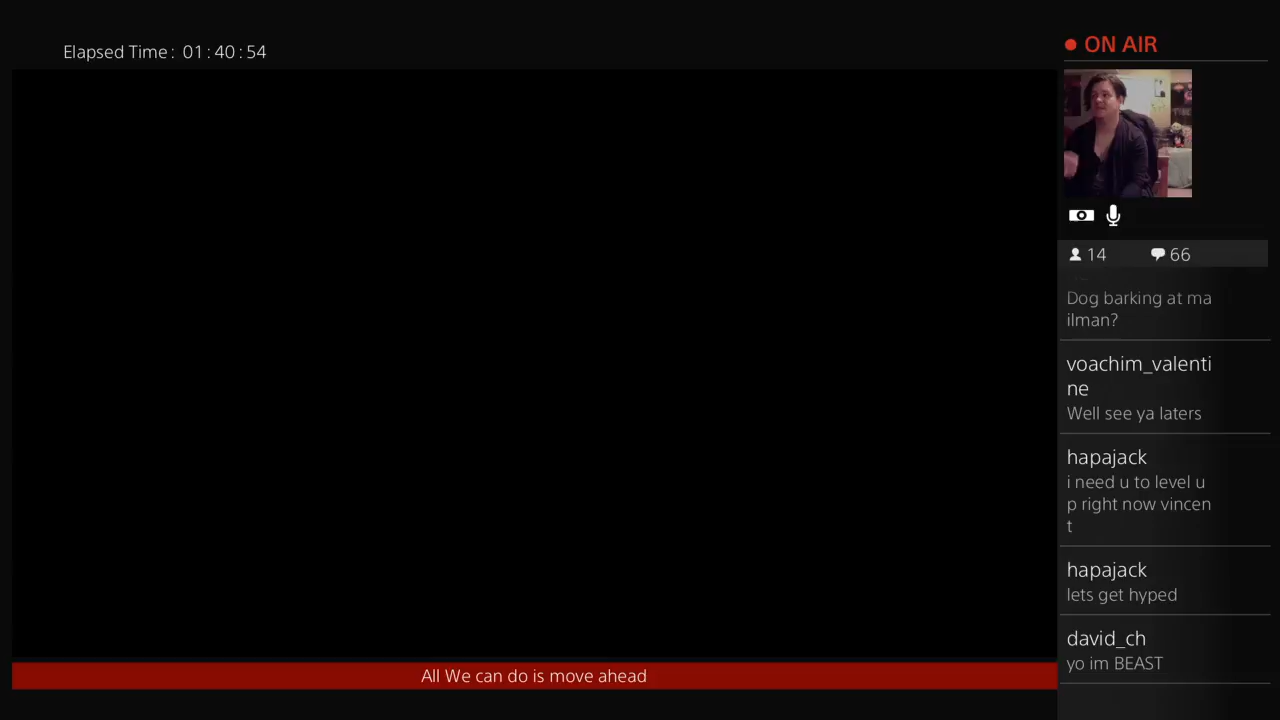 Elapsed Time: 01:40:54
ON AIR
14
66
Dog barking at ma
ilman?
voachim_valenti
ne
Well see ya laters
hapajack
i need u to level u
p right now vincen
t
hapajack
lets get hyped
david_ch
yo im BEAST
All We can do is move ahead